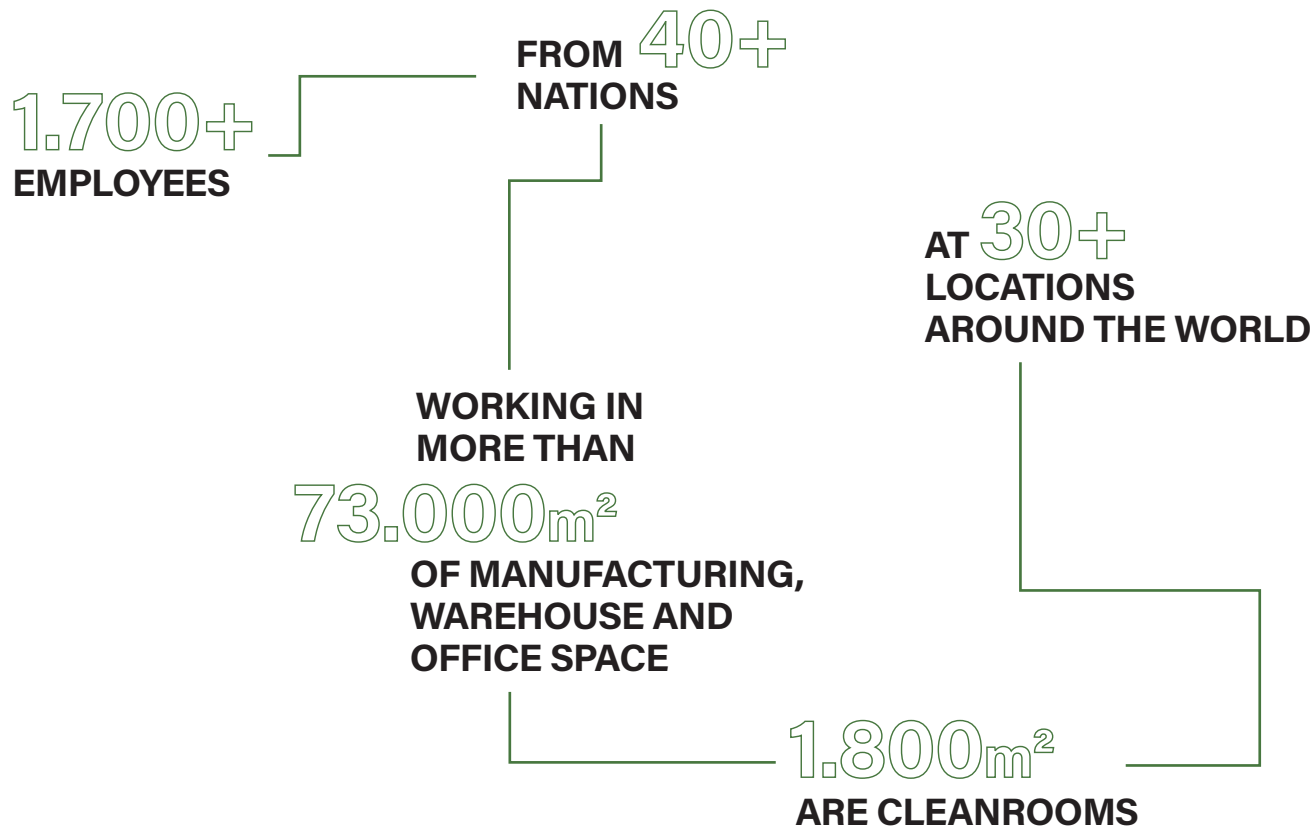 1.700+
EMPLOYEES
FROM 40+
NATIONS
WORKING IN
MORE THAN
73.000m²
OF MANUFACTURING,
WAREHOUSE AND
OFFICE SPACE
1.800m²
ARE CLEANROOMS
AT 30+
LOCATIONS
AROUND THE WORLD